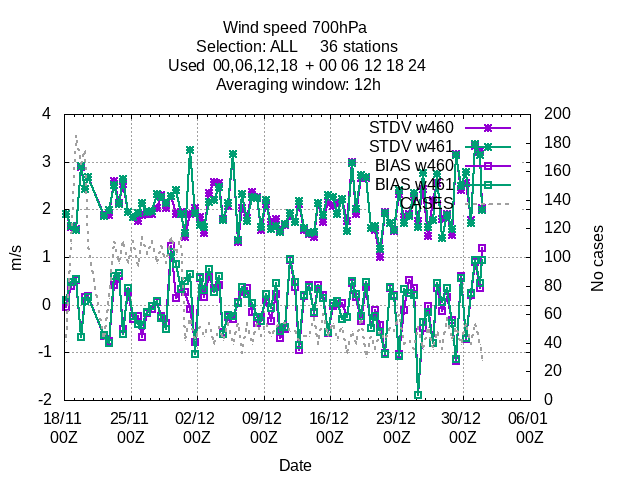 Wind speed 700hPa
Selection: ALL 36 stations
Used 00,06,12,18 + 00 06 12 18 24
Averaging window: 12h
4
3
2
1
0
-1
-2
m/s
200
180
160
140
120
100
80
60
40
20
0
No cases
STDV w460
STDV w461
BIAS w460
BIAS w461
CASES
18/11 25/11 02/12 09/12 16/12 23/12 30/12 06/01
00Z 00Z 00Z 00Z 00Z 00Z 00Z 00Z
Date